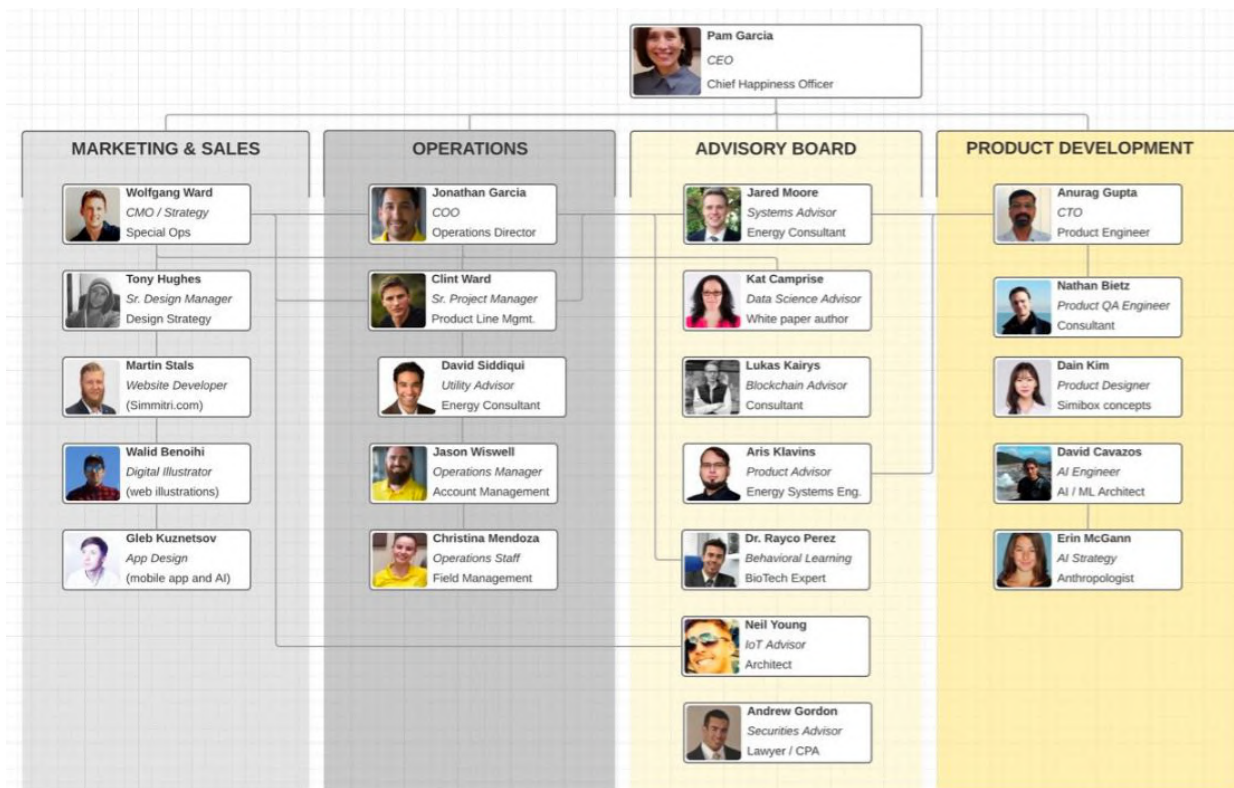 Pam Garcia
CEO
Chief Happiness Officer
MARKETING & SALES
Wolfgang Ward
CMO / Strategy
Special Ops
Tony Hughes
Sr. Design Manager
Design Strategy
Martin Stals
Website Developer
(Simmitri.com)
Walid Benoihi
Digital Illustrator
(web illustrations)
Gleb Kuznetsov
App Design
(mobile app and AI)
OPERATIONS
Jonathan Garcia
COO
Operations Director
Clint Ward
Sr. Project Manager
Product Line Mgmt.
David Siddiqui
Utility Advisor
Energy Consultant
Jason Wiswell
Operations Manager
Account Management
Christina Mendoza
Operations Staff
Field Management
ADVISORY BOARD
Jared Moore
Systems Advisor
Energy Consultant
Kat Camprise
Data Science Advisor
White paper author
Lukas Kairys
Blockchain Advisor
Consultant
Aris Klavins
Product Advisor
Energy Systems Eng.
Dr. Rayco Perez
Behavioral Learning
BioTech Expert
Neil Young
IoT Advisor
Architect
Andrew Gordon
Securities Advisor
Lawyer / CPA
PRODUCT DEVELOPMENT
Anurag Gupta
CTO
Product Engineer
Nathan Bietz
Product QA Engineer
Consultant
Dain Kim
Product Designer
Simibox concepts
David Cavazos
AI Engineer
AI / ML Architect
Erin McGann
AI Strategy
Anthropologist